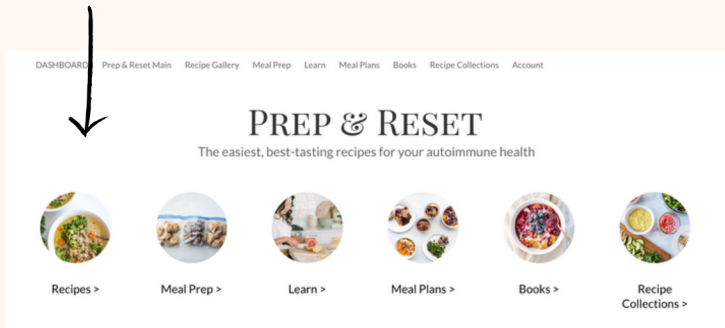 DASHBOARD Prep & Reset Main Recipe Gallery Meal Prep Learn Meal Plans Books Recipe Collections Account
PREP & RESET
The easiest, best-tasting recipes for your autoimmune health
Recipes > Meal Prep > Learn > Meal Plans > Books > Recipe
Collections >